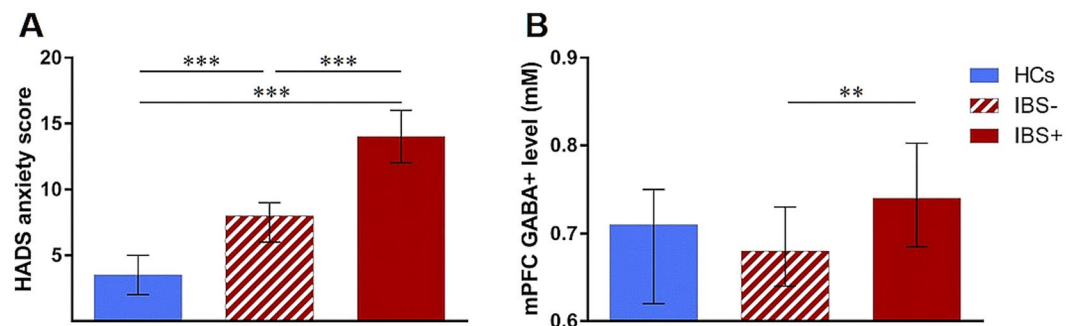 A
HADS anxiety score
20
15
10
5
***
***
***
B
mPFC GABA+ level (mM)
0.9
0.8
0.7
0.6
**
HCs
IBS-
IBS+